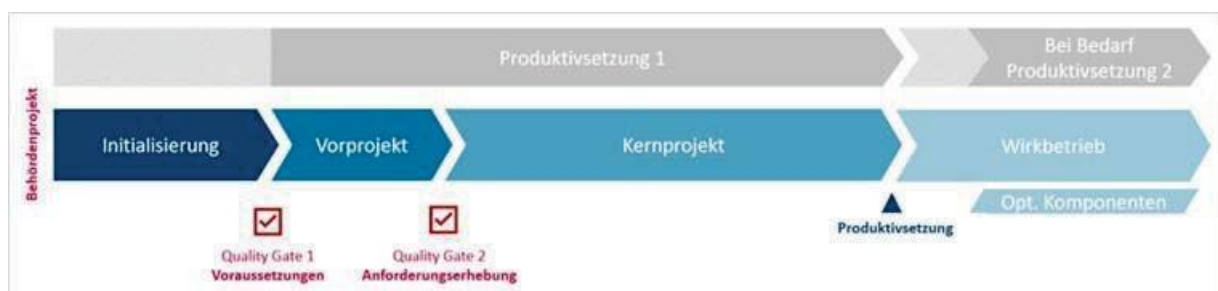 Produktivsetzung 1
Bei Bedarf
Produktivsetzung 2
Behördenprojekt
Initialisierung
Vorprojekt
Kernprojekt
Wirkbetrieb
Opt. Komponenten
Produktivsetzung
Quality Gate 1
Voraussetzungen
Quality Gate 2
Anforderungserhebung